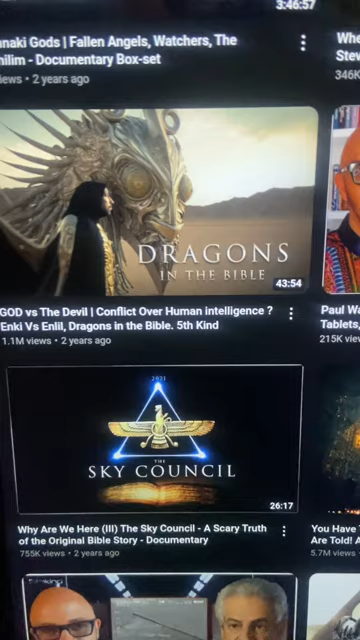 3:46:57
Gods | Fallen Angels, Watchers, The
- Documentary Box-set
• 2 years ago
Whe
Stev
346K
DRAGONS
IN THE BIBLE
43:54
GOD vs The Devil | Conflict Over Human intelligence ?
Enki Vs Enlil, Dragons in the Bible. 5th Kind
1.1M views • 2 years ago
Paul Wa
Tablets,
215K view
2021
THE
SKY COUNCIL
26:17
Why Are We Here (III) The Sky Council - A Scary Truth
of the Original Bible Story - Documentary
755K views • 2 years ago
You Have
Are Told! A
5.7M views •